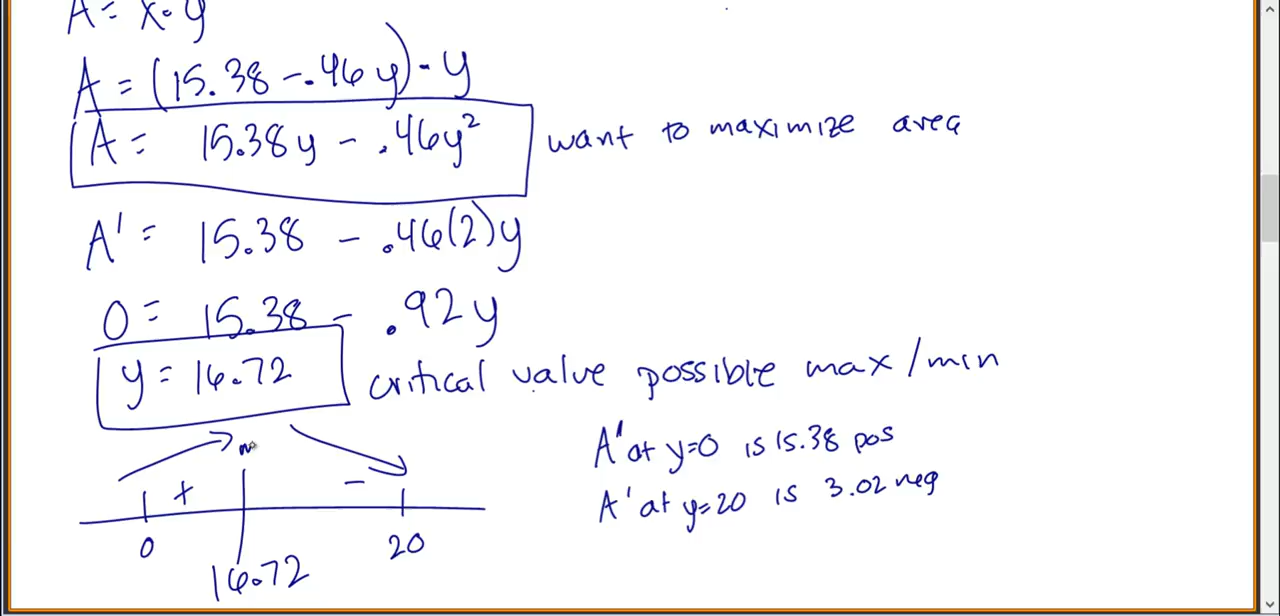 A = x · y
A = (15.38 - .46y) · y
A = 15.38y - .46y² want to maximize area
A' = 15.38 - .46(2)y
0 = 15.38 - .92y
y = 16.72 critical value possible max/min
A' at y=0 is 15.38 pos
A' at y=20 is 3.02 neg
+ -
0 16.72 20